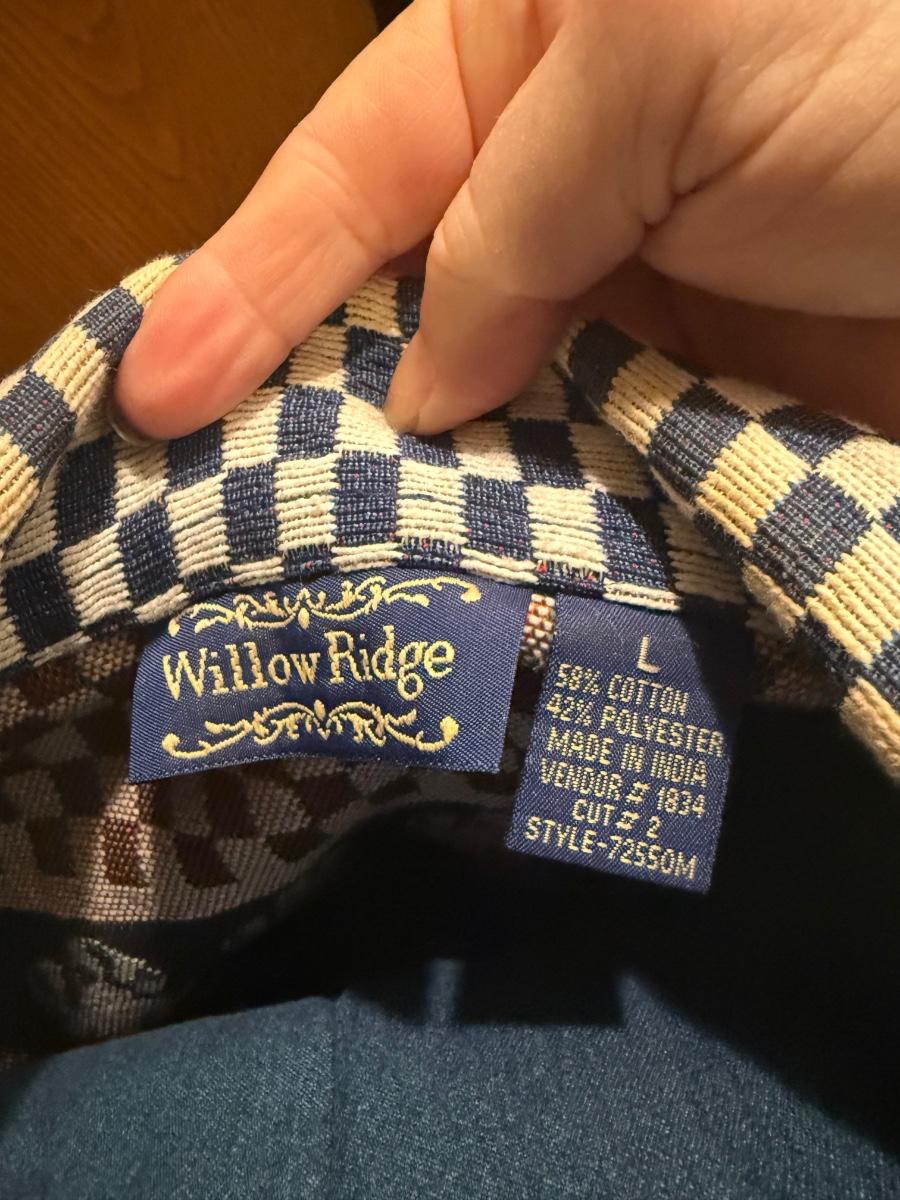 Willow Ridge
L
58% COTTON
42% POLYESTER
MADE IN INDIA
VENDOR # 1834
CUT # 2
STYLE-72550M